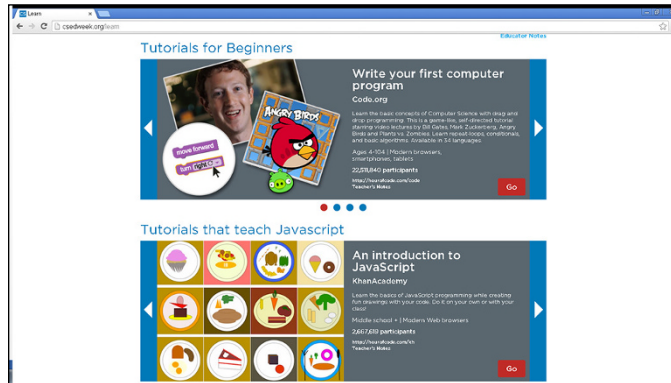 Learn
csedweek.org/learn
Educator Notes
Tutorials for Beginners
ANGRY BIRDS
move forward
turn right
Write your first computer
program
Code.org
Learn the basic concepts of Computer Science with drag and
drop programming. This is a game-like, self-directed tutorial
starring video lectures by Bill Gates, Mark Zuckerberg, Angry
Birds and Plants vs. Zombies. Learn repeat-loops, conditionals,
and basic algorithms. Available in 34 languages.
Ages 4-104 | Modern browsers,
smartphones, tablets
participants
http://hourofcode.com/code
Teacher's Notes
Go
Tutorials that teach Javascript
An introduction to
JavaScript
KhanAcademy
Learn the basics of JavaScript programming while creating
fun drawings with your code. Do it on your own or with your
class!
Middle school + | Modern Web browsers
2,667,619 participants
http://hourofcode.com/kh
Teacher's Notes
Go